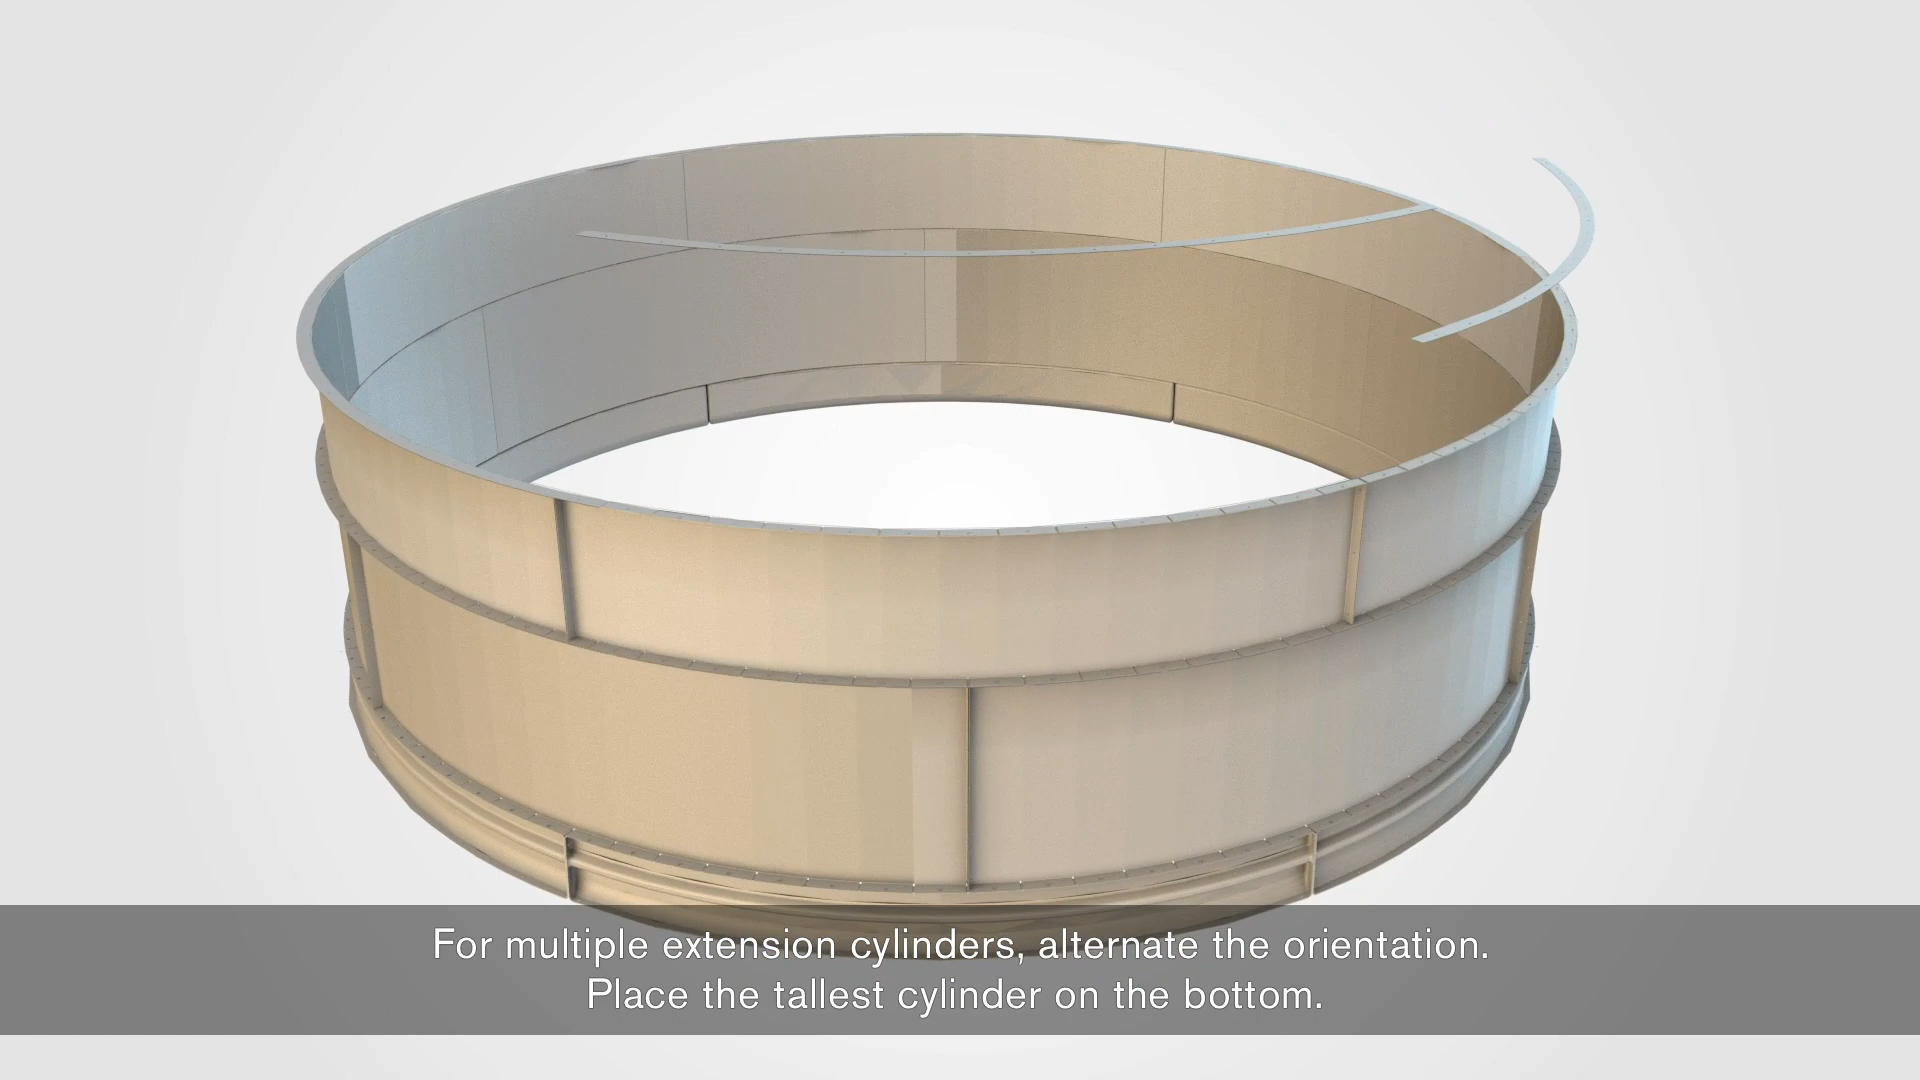 For multiple extension cylinders, alternate the orientation.
Place the tallest cylinder on the bottom.